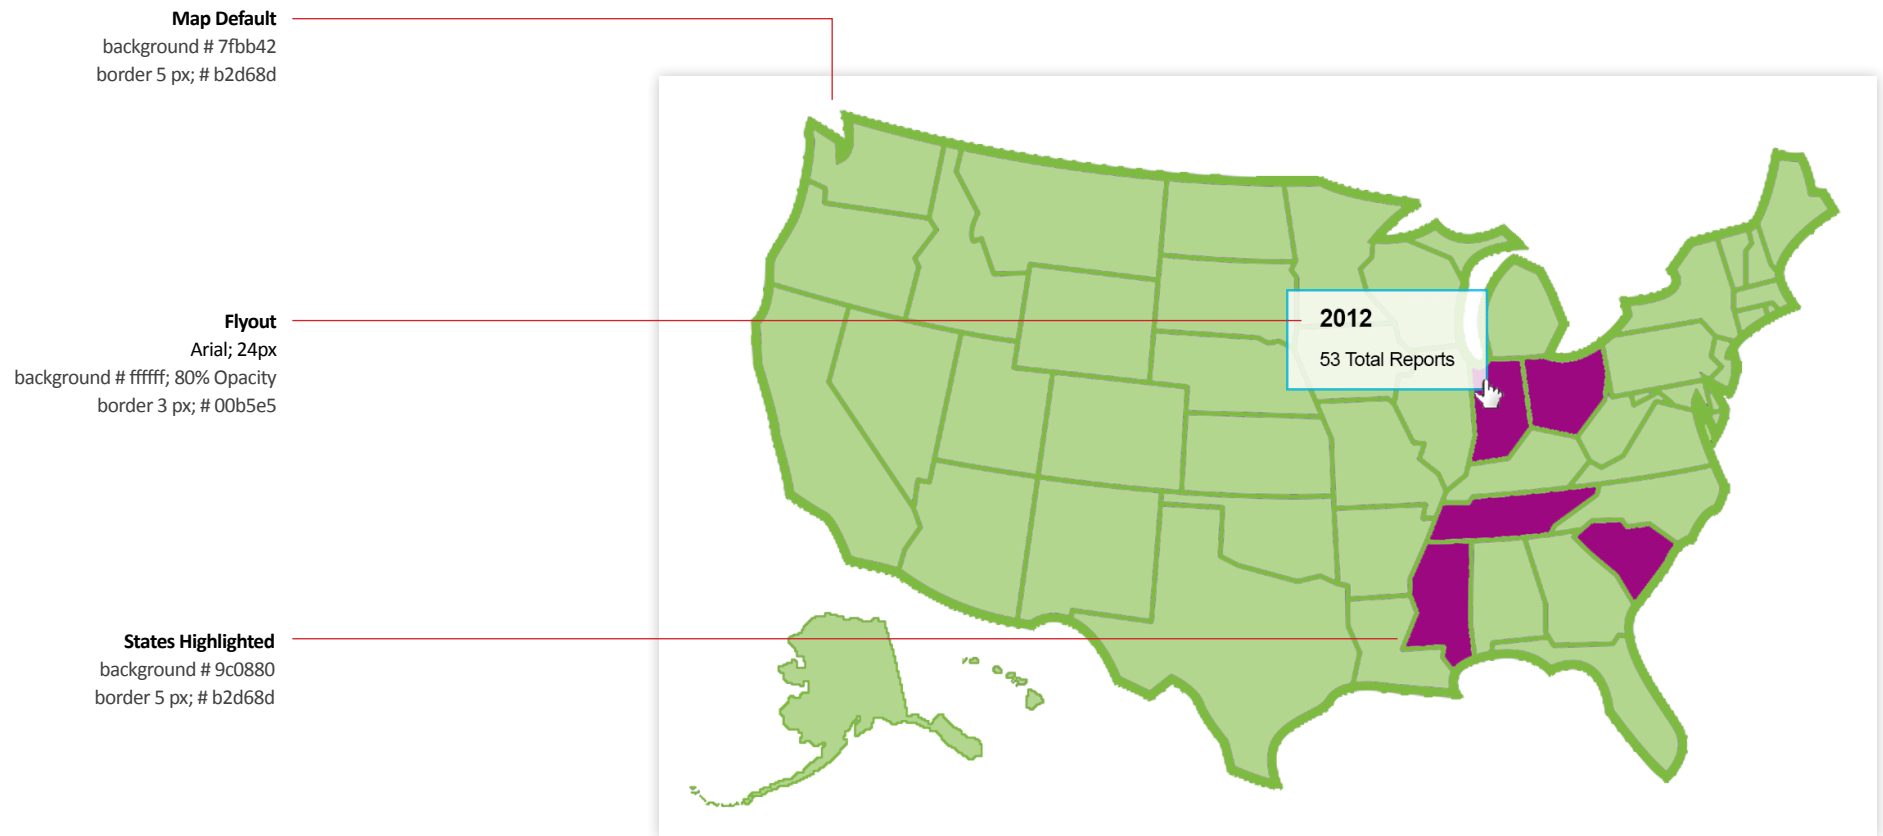 Map Default
background # 7fbb42
border 5 px; # b2d68d
Flyout
Arial; 24px
background # ffffff; 80% Opacity
border 3 px; # 00b5e5
2012
53 Total Reports
States Highlighted
background # 9c0880
border 5 px; # b2d68d